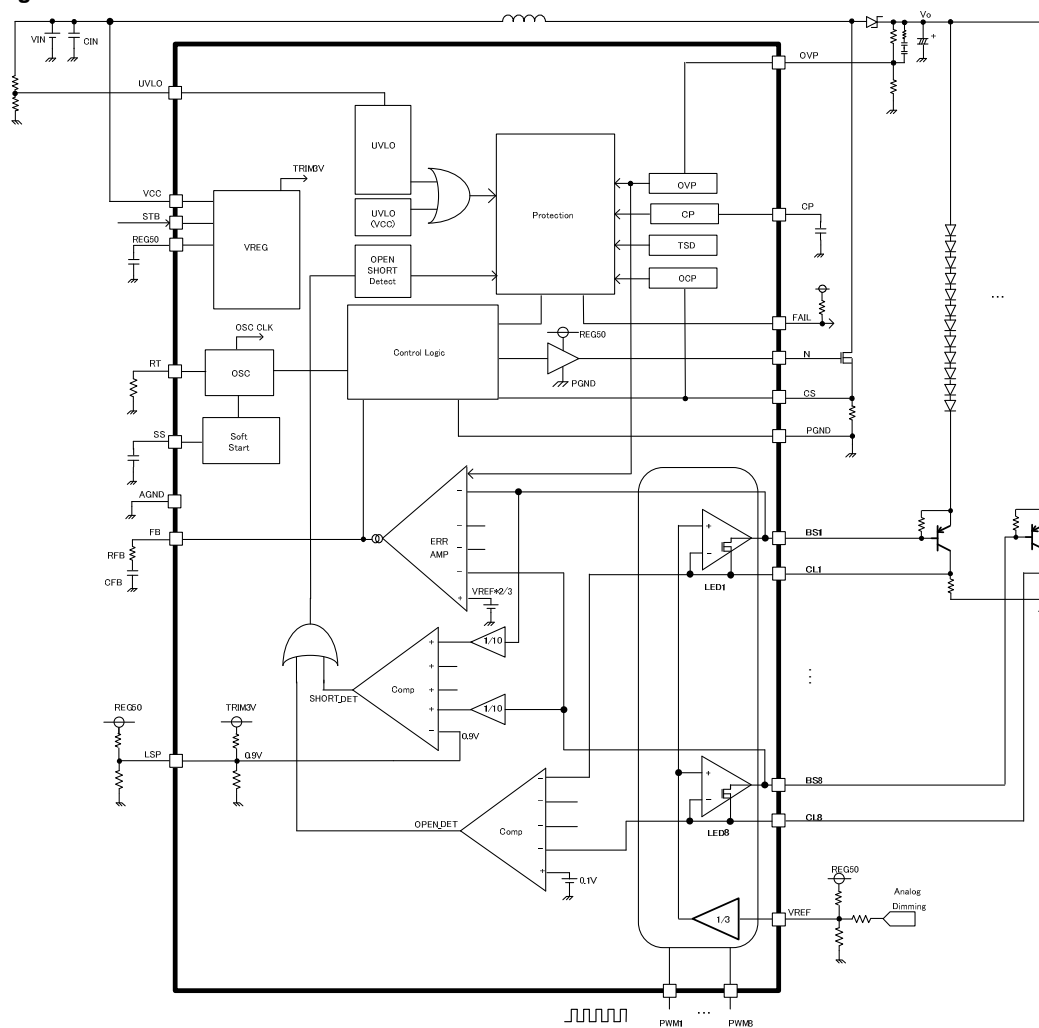 Vo
VIN
CIN
+
OVP
UVLO
UVLO
TRIM3V
OVP
VCC
CP
CP
STB
Protection
UVLO
(VCC)
REG50
VREG
TSD
OPEN
SHORT
Detect
OCP
...
FAIL
OSC CLK
REG50
Control Logic
RT
N
OSC
PGND
CS
SS
Soft
Start
PGND
AGND
FB
ERR
AMP
BS1
RFB
CFB
CL1
LED1
VREF*2/3
1/10
Comp
SHORT_DET
1/10
REG50
TRIM3V
0.9V
LSP
0.9V
BS8
OPEN_DET
Comp
LED8
CL8
0.1V
REG50
Analog
Dimming
1/3
VREF
PWM1
...
PWM8